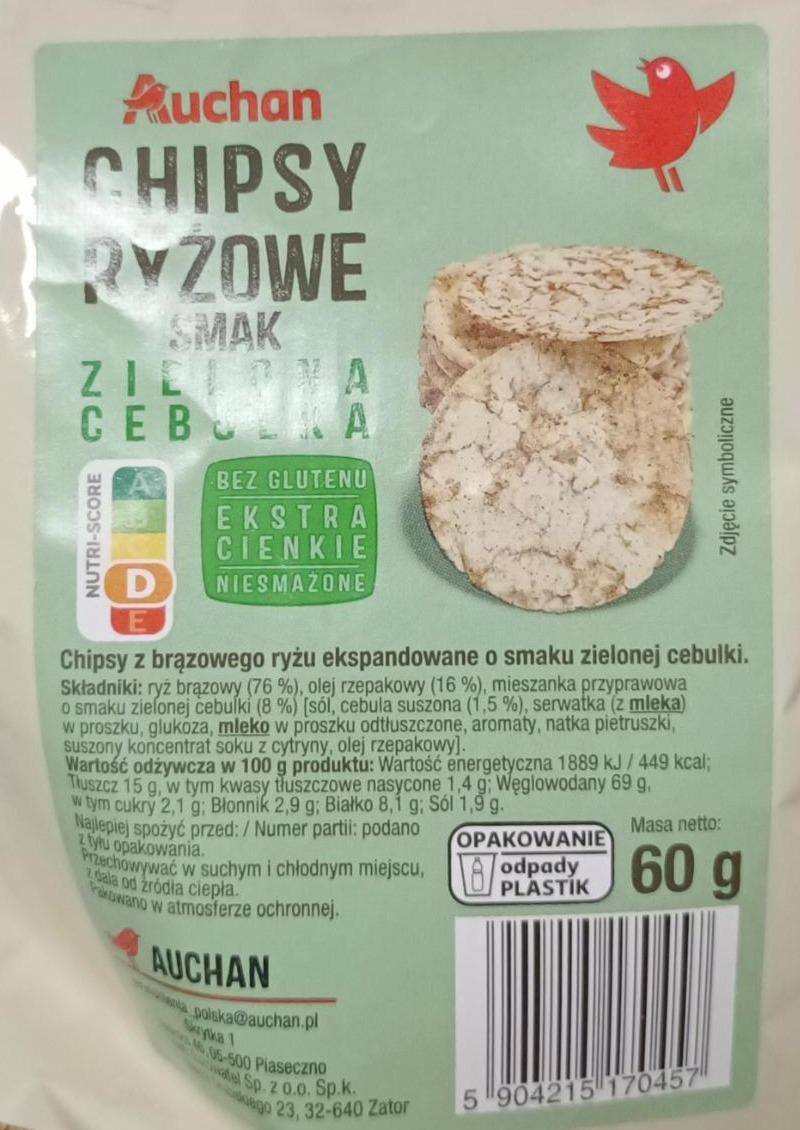 Auchan
CHIPSY
RYŻOWE
SMAK
ZIELONA
CEBULKA
NUTRI-SCORE
A
B
C
D
E
BEZ GLUTENU
EKSTRA
CIENKIE
NIESMAŻONE
Zdjęcie symboliczne
Chipsy z brązowego ryżu ekspandowane o smaku zielonej cebulki.
Składniki: ryż brązowy (76 %), olej rzepakowy (16 %), mieszanka przyprawowa
o smaku zielonej cebulki (8 %) [sól, cebula suszona (1,5 %), serwatka (z mleka)
w proszku, glukoza, mleko w proszku odtłuszczone, aromaty, natka pietruszki,
suszony koncentrat soku z cytryny, olej rzepakowy].
Wartość odżywcza w 100 g produktu: Wartość energetyczna 1889 kJ / 449 kcal;
Tłuszcz 15 g, w tym kwasy tłuszczowe nasycone 1,4 g; Węglowodany 69 g,
w tym cukry 2,1 g; Błonnik 2,9 g; Białko 8,1 g; Sól 1,9 g.
Najlepiej spożyć przed: / Numer partii: podano
z tyłu opakowania.
Przechowywać w suchym i chłodnym miejscu,
z dala od źródła ciepła.
Pakowano w atmosferze ochronnej.
OPAKOWANIE
odpady
PLASTIK
Masa netto:
60 g
AUCHAN
polska@auchan.pl
Skrytka 1
05-500 Piaseczno
Sp. z o.o. Sp.k.
23, 32-640 Zator
5 904215 170457